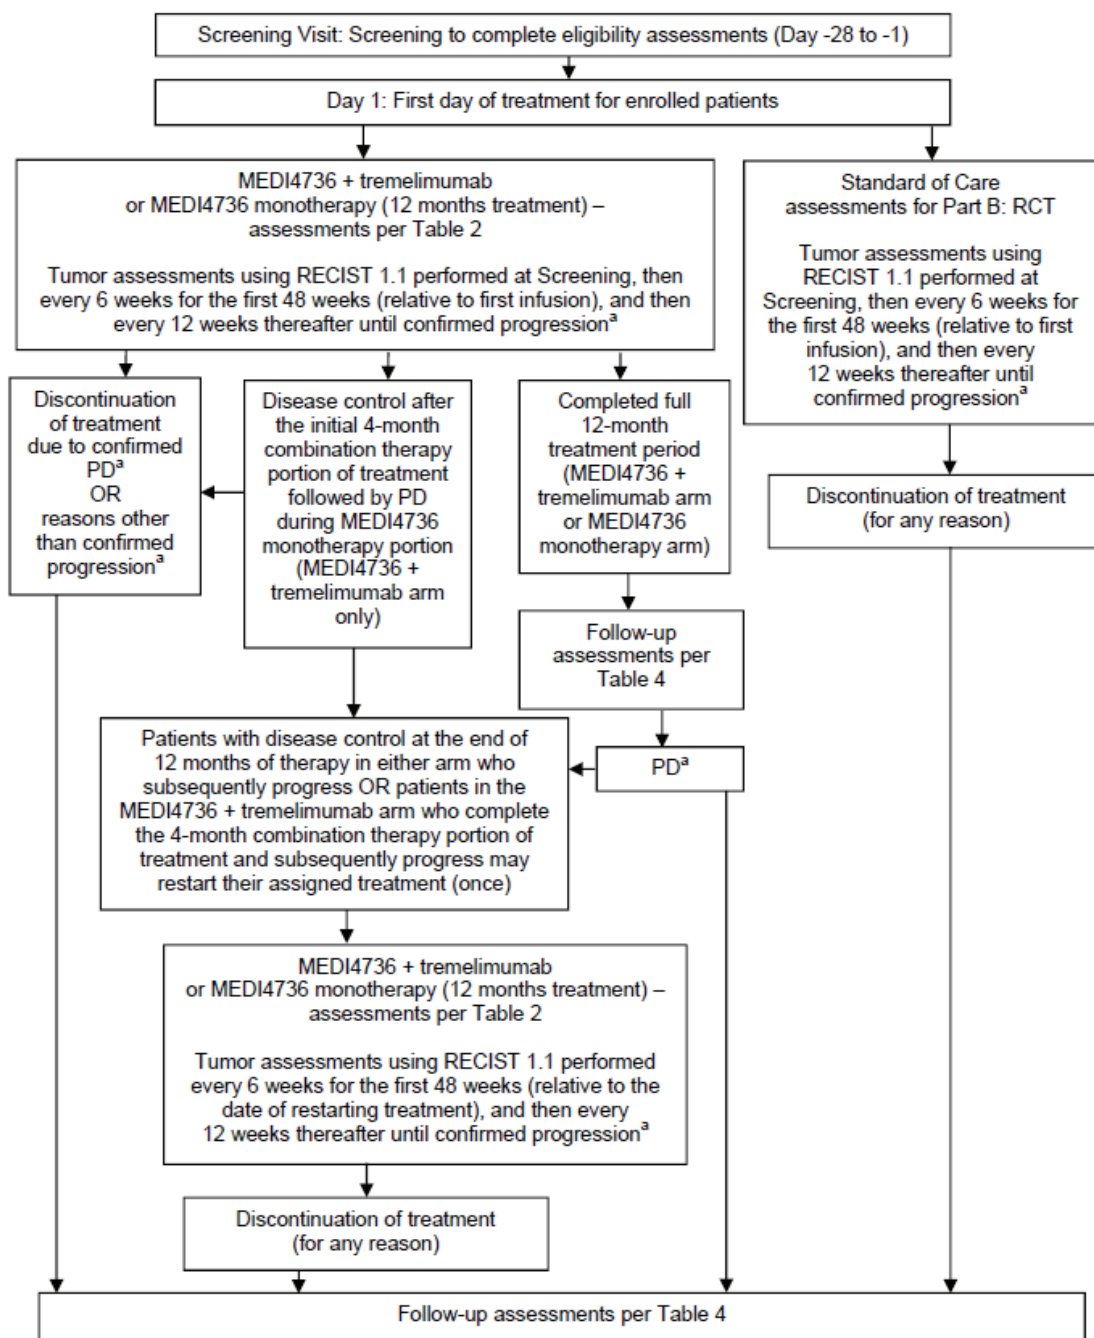 Screening Visit: Screening to complete eligibility assessments (Day -28 to -1)
Day 1: First day of treatment for enrolled patients
MEDI4736 + tremelimumab
or MEDI4736 monotherapy (12 months treatment) –
assessments per Table 2
Tumor assessments using RECIST 1.1 performed at Screening, then
every 6 weeks for the first 48 weeks (relative to first infusion), and then
every 12 weeks thereafter until confirmed progressionª
Standard of Care
assessments for Part B: RCT
Tumor assessments using
RECIST 1.1 performed at
Screening, then every 6 weeks for
the first 48 weeks (relative to first
infusion), and then every
12 weeks thereafter until
confirmed progressionª
Discontinuation
of treatment
due to confirmed
PDª
OR
reasons other
than confirmed
progressionª
Disease control after
the initial 4-month
combination therapy
portion of treatment
followed by PD
during MEDI4736
monotherapy portion
(MEDI4736 +
tremelimumab arm
only)
Completed full
12-month
treatment period
(MEDI4736 +
tremelimumab arm
or MEDI4736
monotherapy arm)
Discontinuation of treatment
(for any reason)
Follow-up
assessments per
Table 4
PDª
Patients with disease control at the end of
12 months of therapy in either arm who
subsequently progress OR patients in the
MEDI4736 + tremelimumab arm who complete
the 4-month combination therapy portion of
treatment and subsequently progress may
restart their assigned treatment (once)
MEDI4736 + tremelimumab
or MEDI4736 monotherapy (12 months treatment) –
assessments per Table 2
Tumor assessments using RECIST 1.1 performed
every 6 weeks for the first 48 weeks (relative to the
date of restarting treatment), and then every
12 weeks thereafter until confirmed progressionª
Discontinuation of treatment
(for any reason)
Follow-up assessments per Table 4